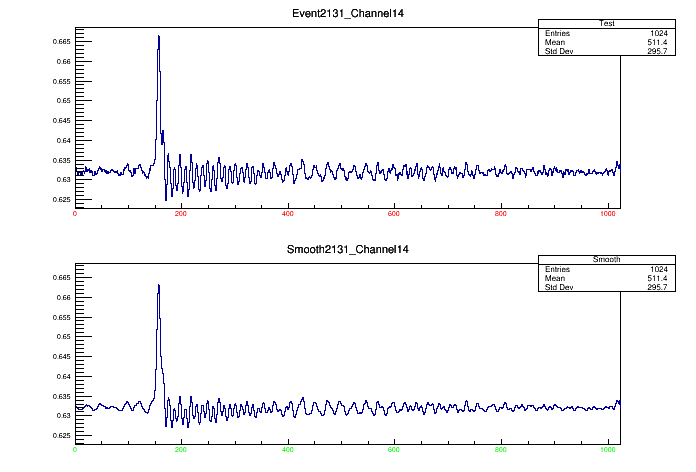 Event2131_Channel14
Test
Entries 1024
Mean 511.4
Std Dev 295.7
0.665
0.66
0.655
0.65
0.645
0.64
0.635
0.63
0.625
0 200 400 600 800 1000
Smooth2131_Channel14
Smooth
Entries 1024
Mean 511.4
Std Dev 295.7
0.665
0.66
0.655
0.65
0.645
0.64
0.635
0.63
0.625
0 200 400 600 800 1000